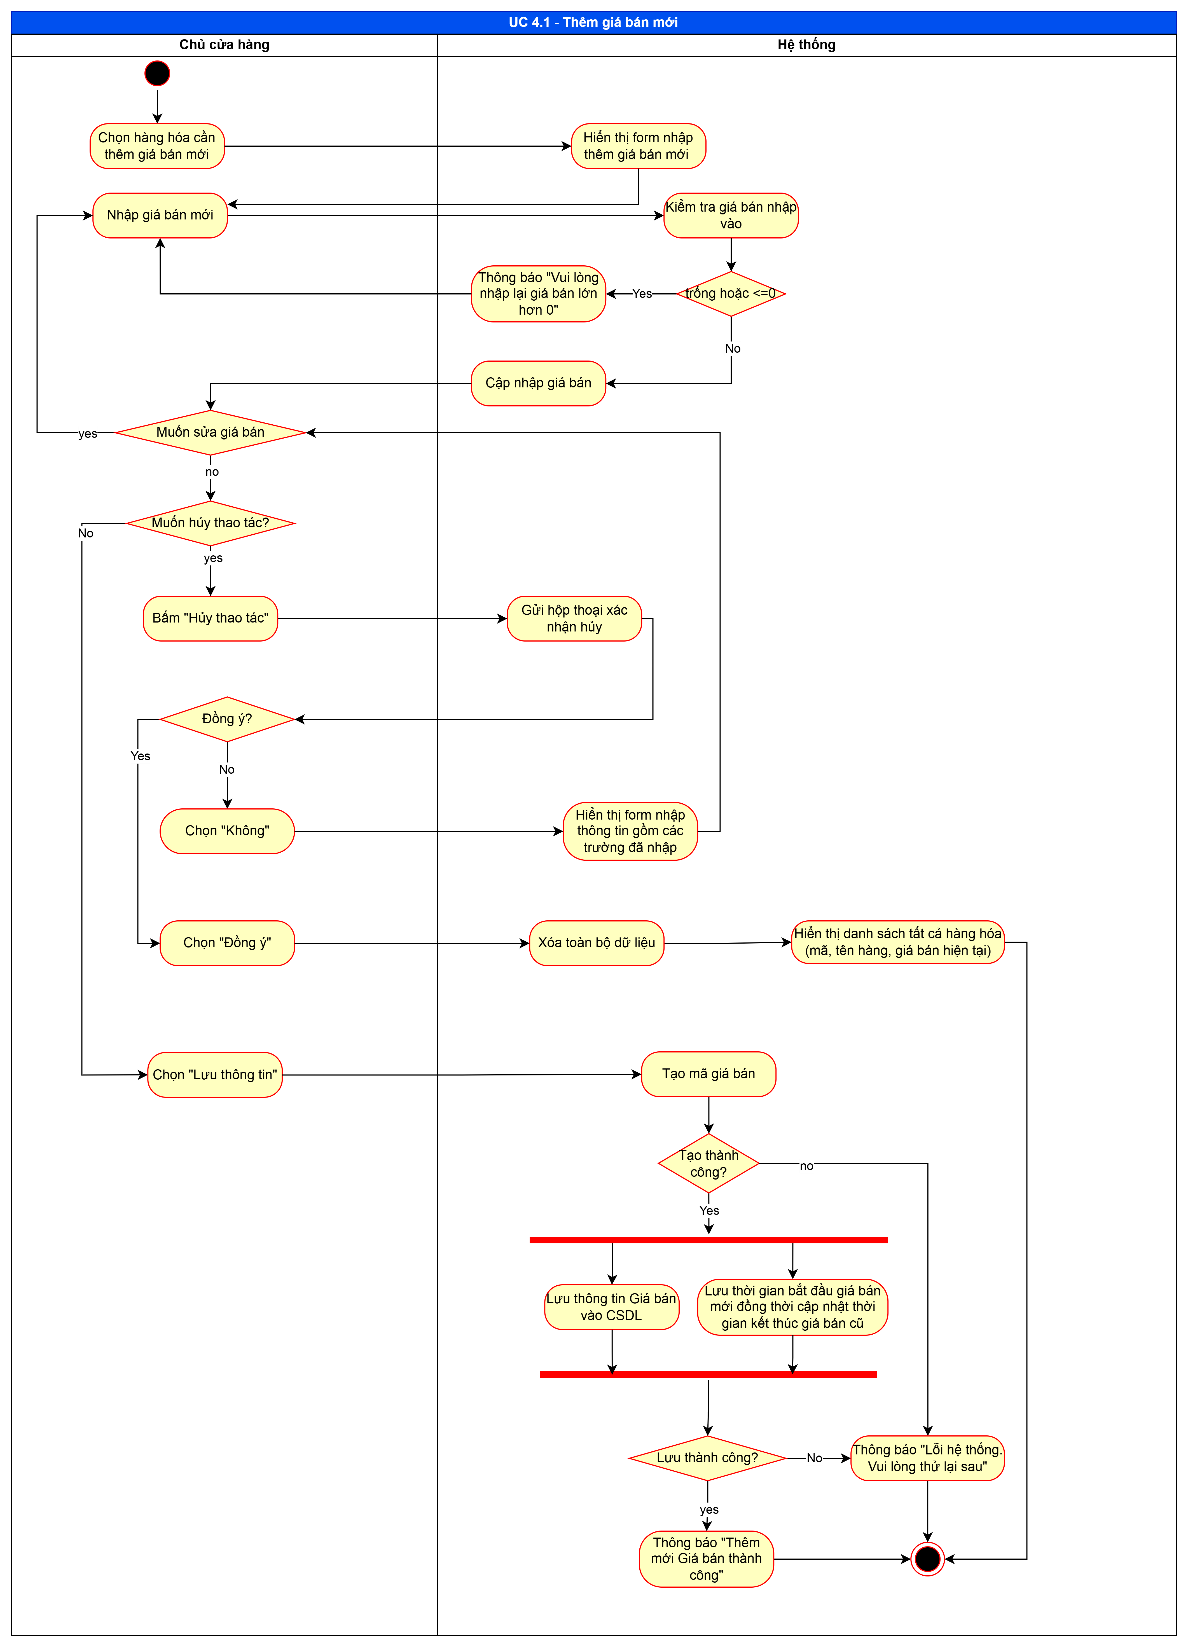 UC 4.1 - Thêm giá bán mới
Chủ cửa hàng
Hệ thống
Chọn hàng hóa cần
thêm giá bán mới
Hiển thị form nhập
thêm giá bán mới
Nhập giá bán mới
Kiểm tra giá bán nhập
vào
Thông báo "Vui lòng
nhập lại giá bán lớn
hơn 0"
Yes
trống hoặc <=0
No
Cập nhập giá bán
Muốn sửa giá bán
yes
no
Muốn hủy thao tác?
No
yes
Bấm "Hủy thao tác"
Gửi hộp thoại xác
nhận hủy
Đồng ý?
Yes
No
Chọn "Không"
Hiển thị form nhập
thông tin gồm các
trường đã nhập
Chọn "Đồng ý"
Xóa toàn bộ dữ liệu
Hiển thị danh sách tất cả hàng hóa
(mã, tên hàng, giá bán hiện tại)
Chọn "Lưu thông tin"
Tạo mã giá bán
Tạo thành
công?
no
Yes
Lưu thông tin Giá bán
vào CSDL
Lưu thời gian bắt đầu giá bán
mới đồng thời cập nhật thời
gian kết thúc giá bán cũ
Lưu thành công?
No
Thông báo "Lỗi hệ thống.
Vui lòng thử lại sau"
yes
Thông báo "Thêm
mới Giá bán thành
công"